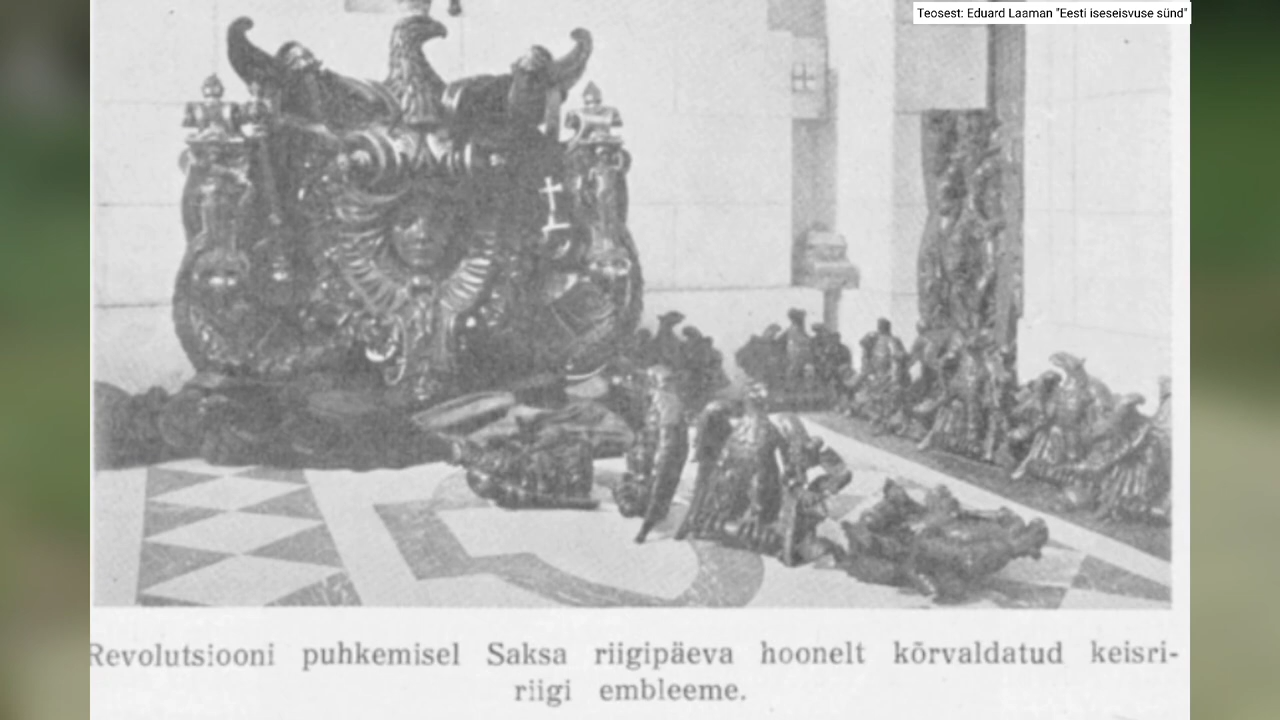 Teosest: Eduard Laaman "Eesti iseseisvuse sünd"
Revolutsiooni puhkemisel Saksa riigipäeva hoonelt kõrvaldatud keisri-
riigi embleeme.